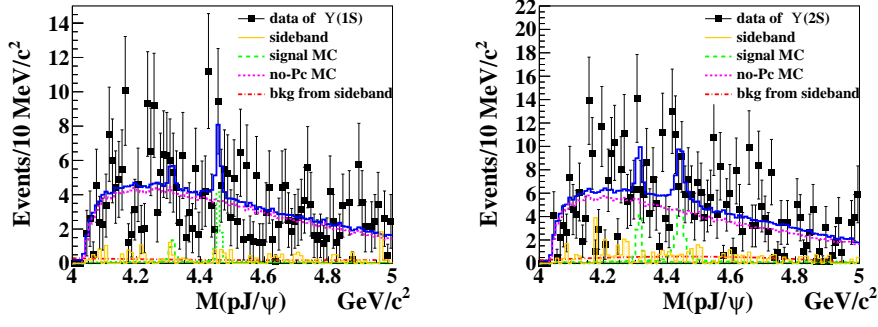 Events/10 MeV/c²
14
12
10
8
6
4
2
0
data of ϒ(1S)
sideband
signal MC
no-Pc MC
bkg from sideband
4 4.2 4.4 4.6 4.8 5
M(pJ/ψ) GeV/c²
Events/10 MeV/c²
22
20
18
16
14
12
10
8
6
4
2
0
data of ϒ(2S)
sideband
signal MC
no-Pc MC
bkg from sideband
4 4.2 4.4 4.6 4.8 5
M(pJ/ψ) GeV/c²